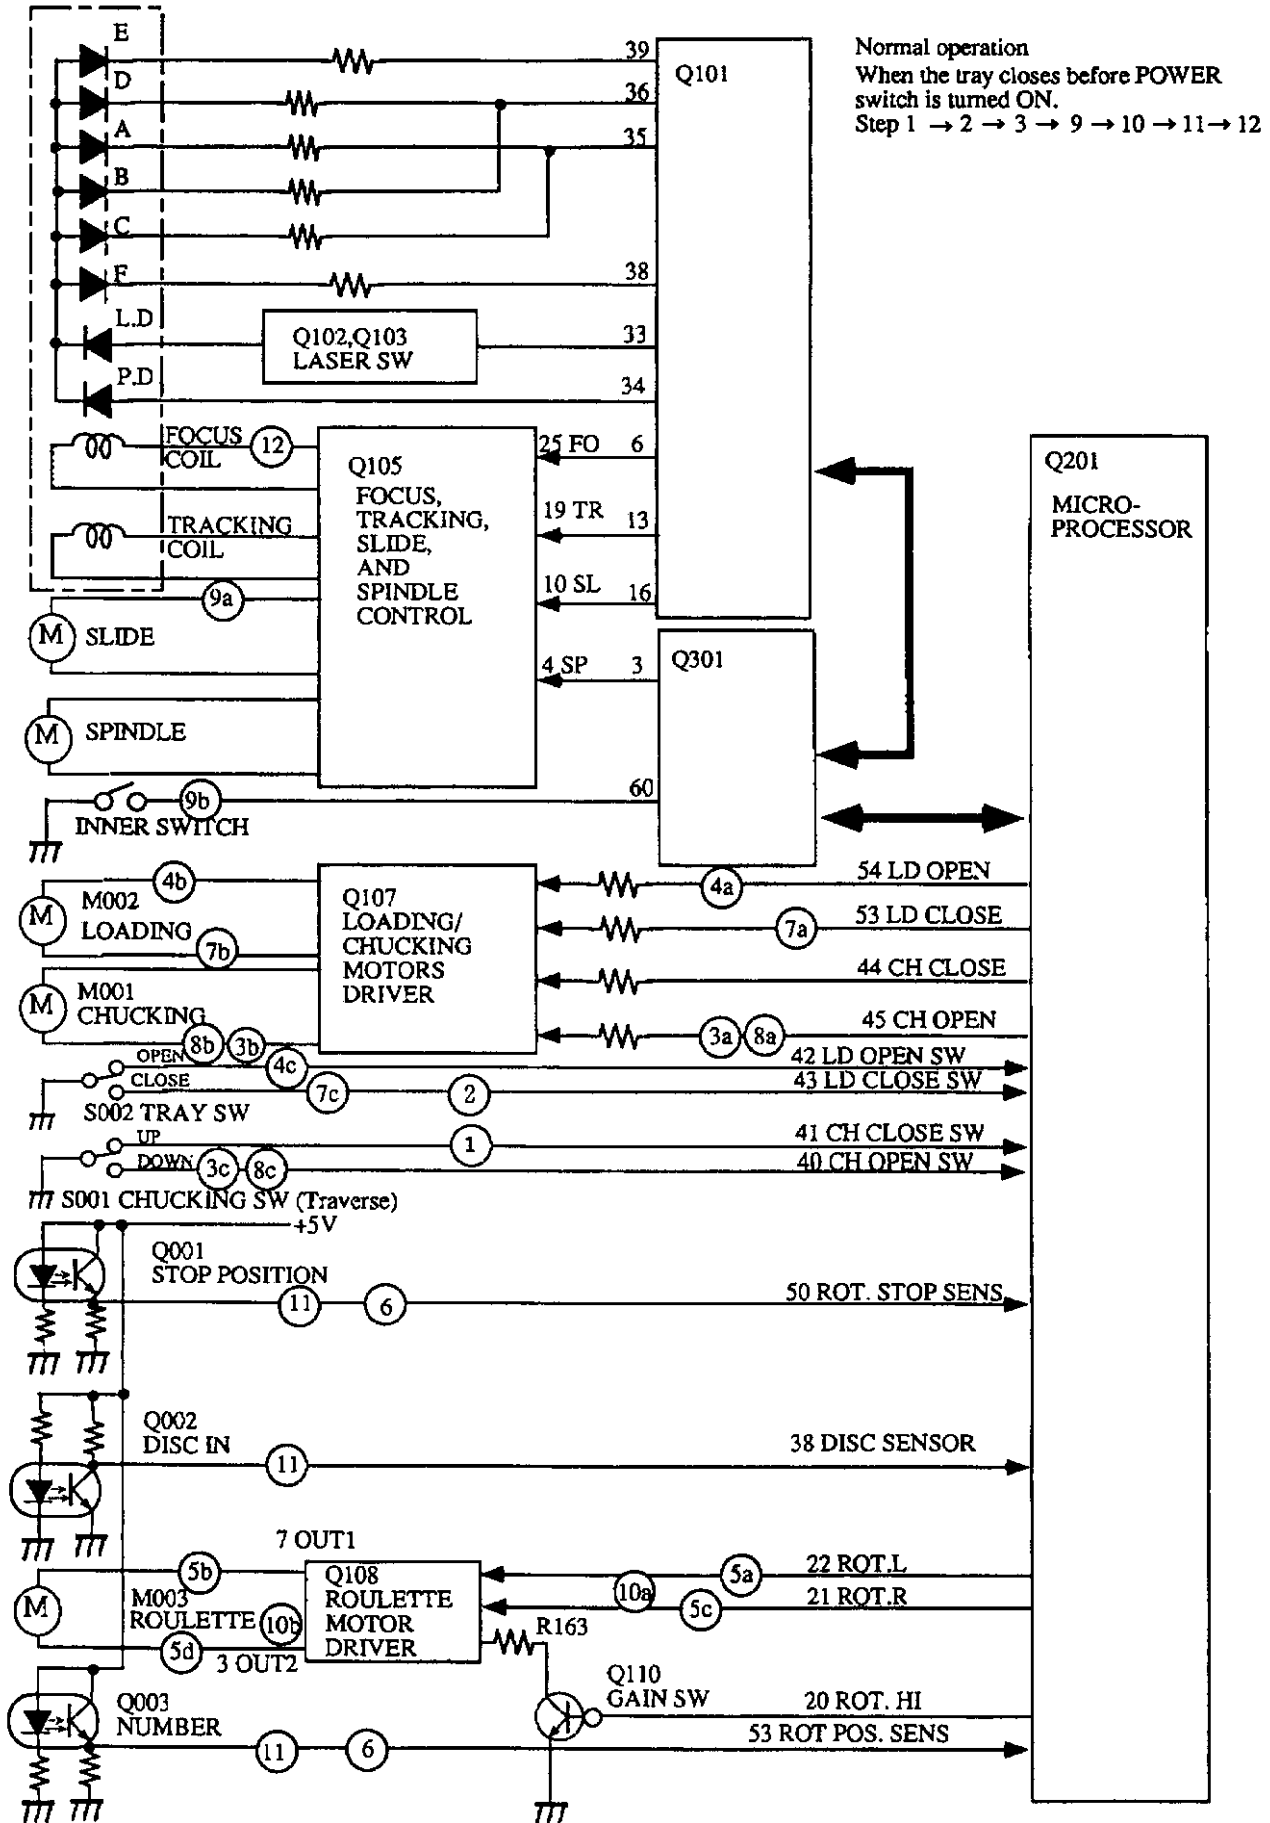 E
39
Q101
Normal operation
When the tray closes before POWER
switch is turned ON.
Step 1 → 2 → 3 → 9 → 10 → 11→ 12
D
36
A
35
B
C
F
38
L.D
Q102,Q103
LASER SW
33
P.D
34
FOCUS
COIL
12
Q105
FOCUS,
TRACKING,
SLIDE,
AND
SPINDLE
CONTROL
25 FO
6
Q201
MICRO-
PROCESSOR
TRACKING
COIL
19 TR
13
9a
10 SL
16
M
SLIDE
Q301
4 SP
3
M
SPINDLE
9b
60
INNER SWITCH
4b
M002
LOADING
M
7b
Q107
LOADING/
CHUCKING
MOTORS
DRIVER
4a
54 LD OPEN
7a
53 LD CLOSE
44 CH CLOSE
M001
CHUCKING
M
8b
3b
3a
8a
45 CH OPEN
OPEN
4c
42 LD OPEN SW
CLOSE
7c
2
43 LD CLOSE SW
S002 TRAY SW
UP
1
41 CH CLOSE SW
DOWN
3c
8c
40 CH OPEN SW
S001 CHUCKING SW (Traverse)
+5V
Q001
STOP POSITION
11
6
50 ROT. STOP SENS
Q002
DISC IN
11
38 DISC SENSOR
7 OUT1
5b
M003
ROULETTE
M
10b
5d
3 OUT2
Q108
ROULETTE
MOTOR
DRIVER
5a
22 ROT.L
10a
5c
21 ROT.R
R163
Q110
GAIN SW
20 ROT. HI
Q003
NUMBER
11
6
53 ROT POS. SENS